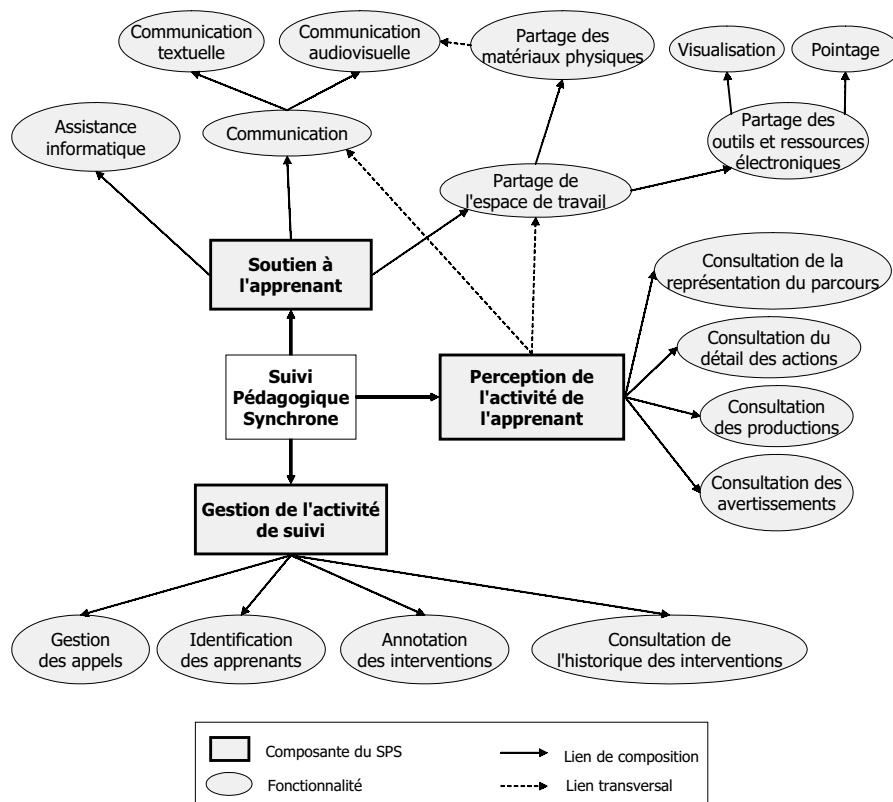 Communication
textuelle
Communication
audiovisuelle
Partage des
matériaux physiques
Visualisation
Pointage
Assistance
informatique
Communication
Partage des
outils et ressources
électroniques
Partage de
l'espace de travail
Soutien à
l'apprenant
Consultation de la
représentation du parcours
Consultation du
détail des actions
Suivi
Pédagogique
Synchrone
Perception de
l'activité de
l'apprenant
Consultation
des productions
Consultation des
avertissements
Gestion de l'activité
de suivi
Gestion
des appels
Identification
des apprenants
Annotation
des interventions
Consultation de
l'historique des interventions
Composante du SPS
Lien de composition
Fonctionnalité
Lien transversal